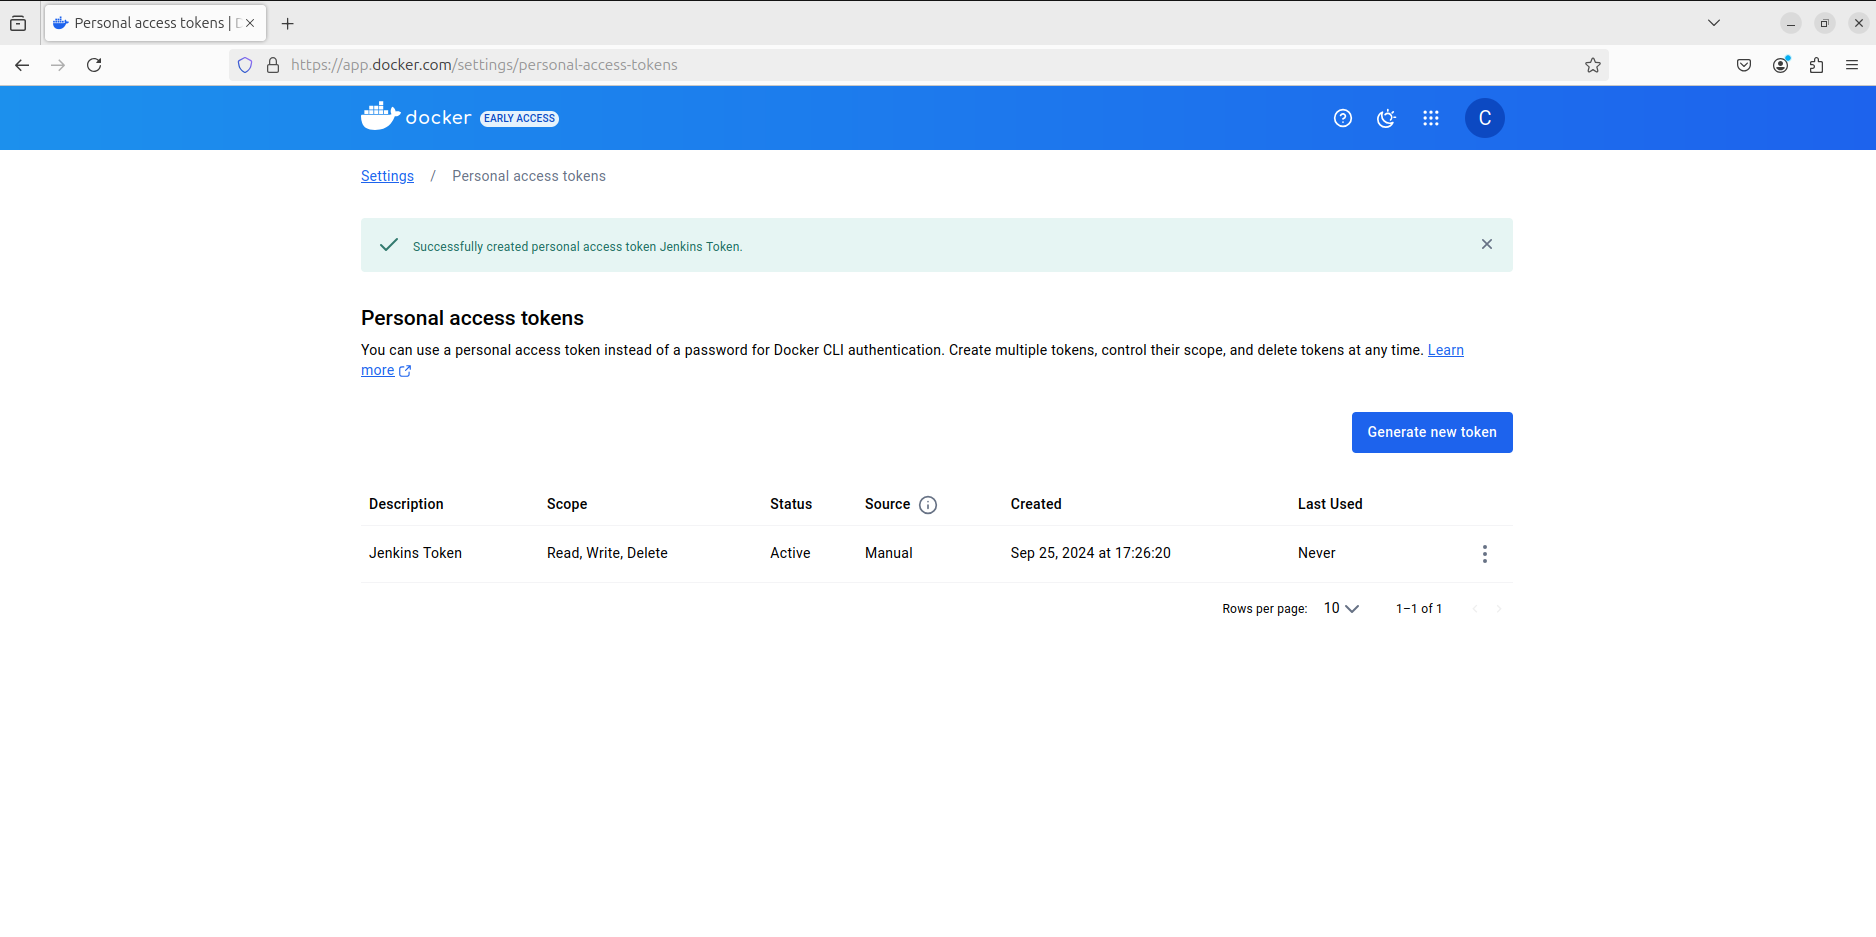 Personal access tokens |
https://app.docker.com/settings/personal-access-tokens
docker EARLY ACCESS
C
Settings / Personal access tokens
Successfully created personal access token Jenkins Token.
Personal access tokens
You can use a personal access token instead of a password for Docker CLI authentication. Create multiple tokens, control their scope, and delete tokens at any time. Learn
more
Generate new token
Description Scope Status Source Created Last Used
Jenkins Token Read, Write, Delete Active Manual Sep 25, 2024 at 17:26:20 Never
Rows per page: 10 1–1 of 1